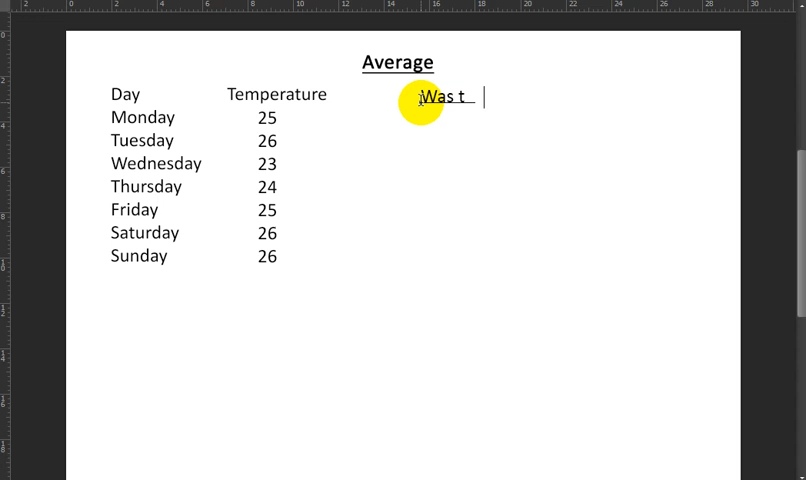 Average
Day Temperature Was t
Monday 25
Tuesday 26
Wednesday 23
Thursday 24
Friday 25
Saturday 26
Sunday 26